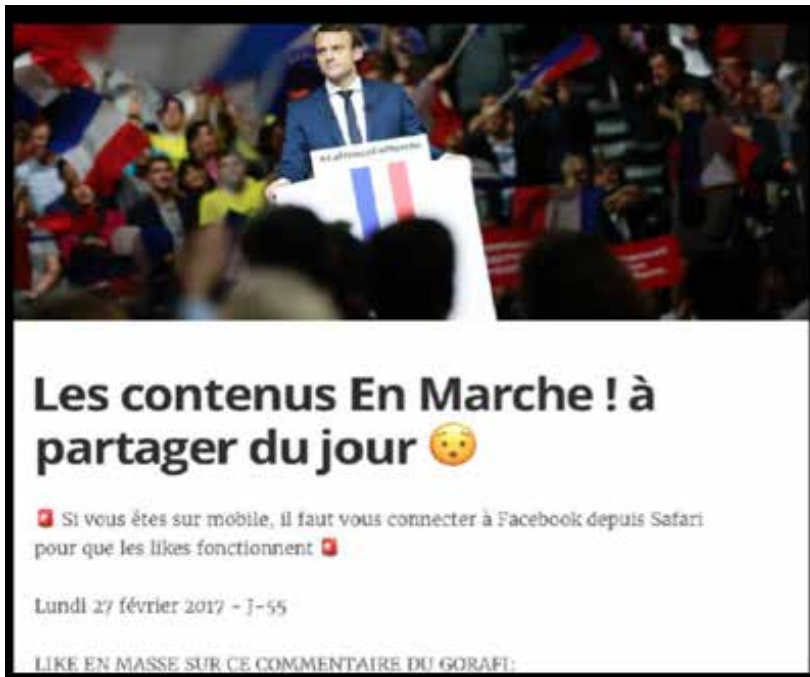 #LaFranceEnMarche
Les contenus En Marche ! à
partager du jour 😯
🚨 Si vous êtes sur mobile, il faut vous connecter à Facebook depuis Safari
pour que les likes fonctionnent 🚨
Lundi 27 février 2017 - J-55
LIKE EN MASSE SUR CE COMMENTAIRE DU GORAFI: